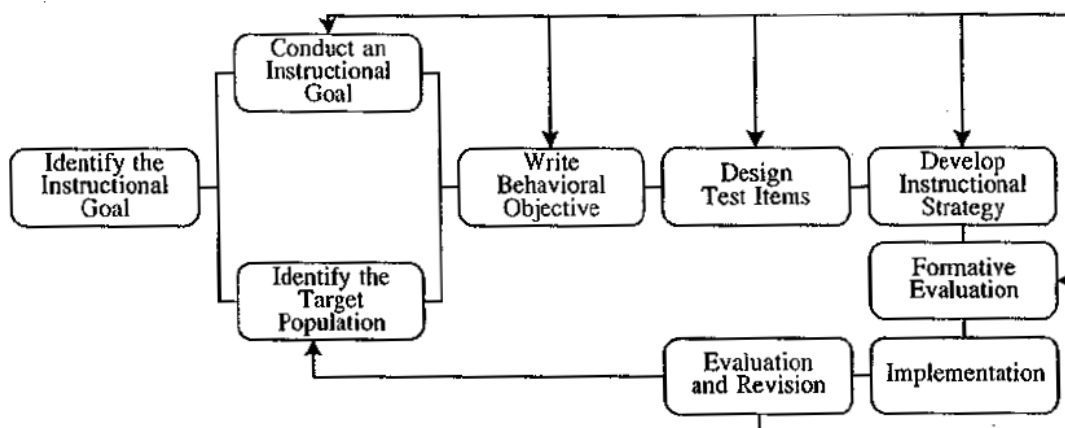 Conduct an
Instructional
Goal
Identify the
Instructional
Goal
Write
Behavioral
Objective
Design
Test Items
Develop
Instructional
Strategy
Identify the
Target
Population
Formative
Evaluation
Evaluation
and Revision
Implementation